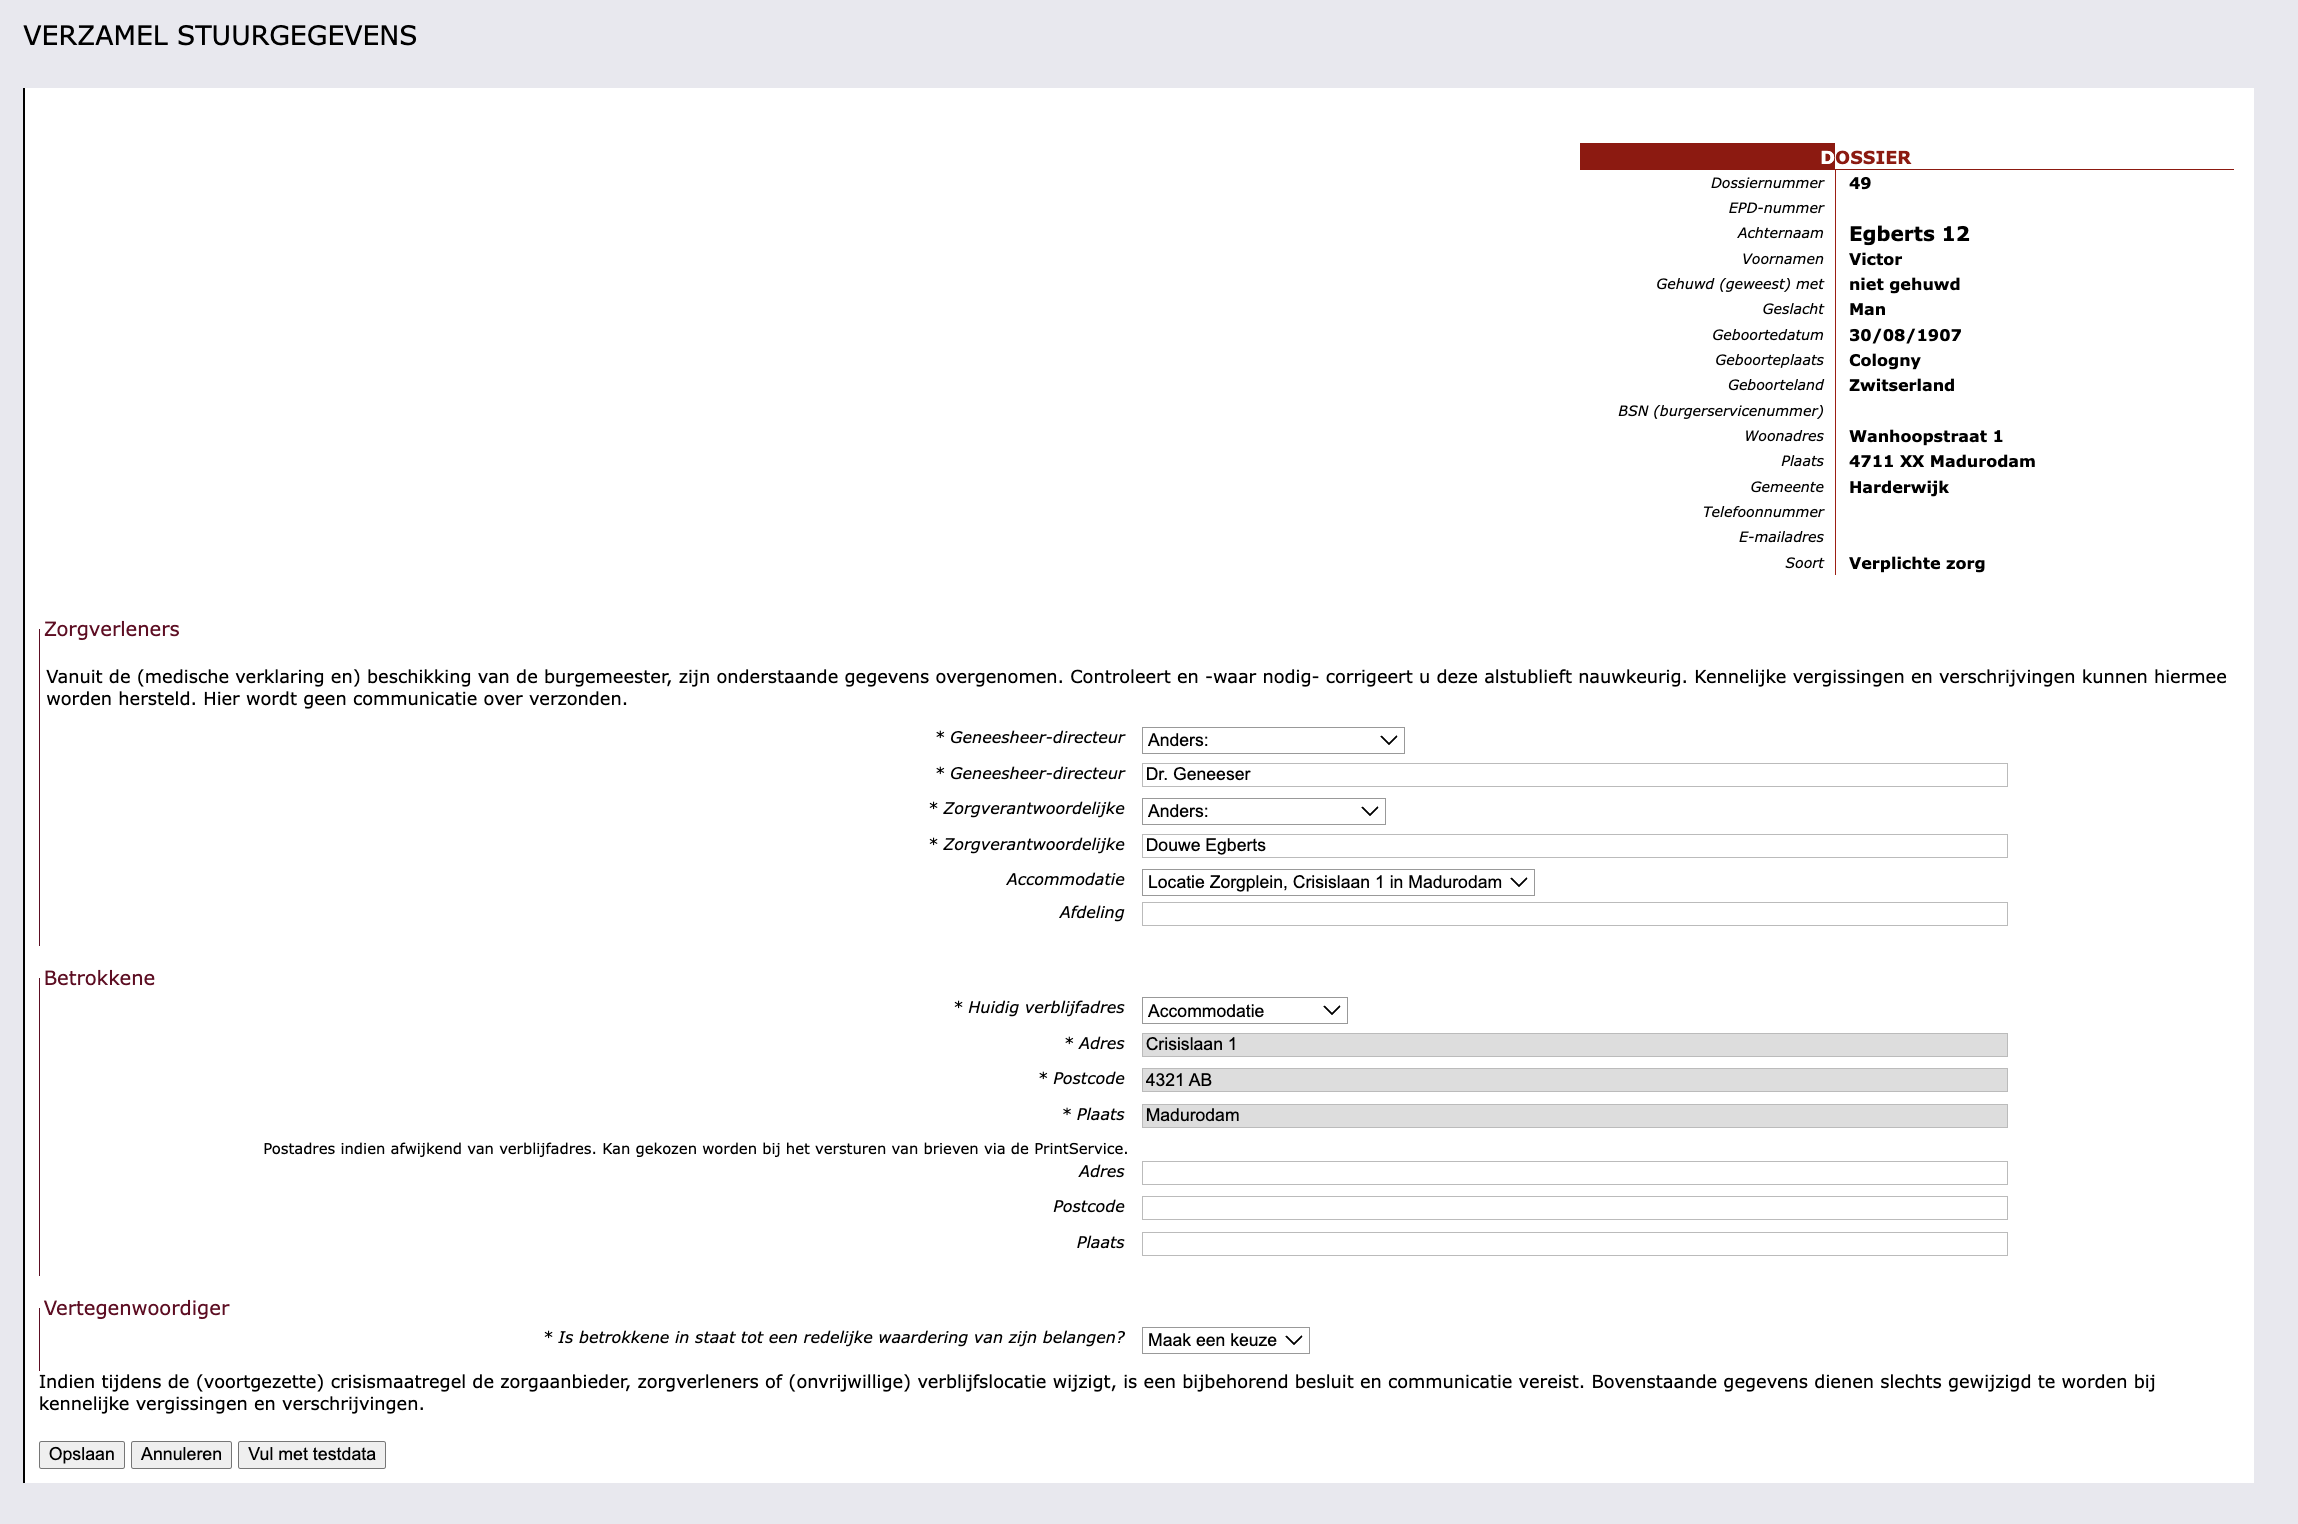 VERZAMEL STUURGEGEVENS
DOSSIER
Dossiernummer 49
EPD-nummer
Achternaam Egberts 12
Voornamen Victor
Gehuwd (geweest) met niet gehuwd
Geslacht Man
Geboortedatum 30/08/1907
Geboorteplaats Cologny
Geboorteland Zwitserland
BSN (burgerservicenummer)
Woonadres Wanhoopstraat 1
Plaats 4711 XX Madurodam
Gemeente Harderwijk
Telefoonnummer
E-mailadres
Soort Verplichte zorg
Zorgverleners
Vanuit de (medische verklaring en) beschikking van de burgemeester, zijn onderstaande gegevens overgenomen. Controleert en -waar nodig- corrigeert u deze alstublieft nauwkeurig. Kennelijke vergissingen en verschrijvingen kunnen hiermee
worden hersteld. Hier wordt geen communicatie over verzonden.
* Geneesheer-directeur Anders:
* Geneesheer-directeur Dr. Geneeser
* Zorgverantwoordelijke Anders:
* Zorgverantwoordelijke Douwe Egberts
Accommodatie Locatie Zorgplein, Crisislaan 1 in Madurodam
Afdeling
Betrokkene
* Huidig verblijfadres Accommodatie
* Adres Crisislaan 1
* Postcode 4321 AB
* Plaats Madurodam
Postadres indien afwijkend van verblijfadres. Kan gekozen worden bij het versturen van brieven via de PrintService.
Adres
Postcode
Plaats
Vertegenwoordiger
* Is betrokkene in staat tot een redelijke waardering van zijn belangen? Maak een keuze
Indien tijdens de (voortgezette) crisismaatregel de zorgaanbieder, zorgverleners of (onvrijwillige) verblijfslocatie wijzigt, is een bijbehorend besluit en communicatie vereist. Bovenstaande gegevens dienen slechts gewijzigd te worden bij
kennelijke vergissingen en verschrijvingen.
Opslaan Annuleren Vul met testdata